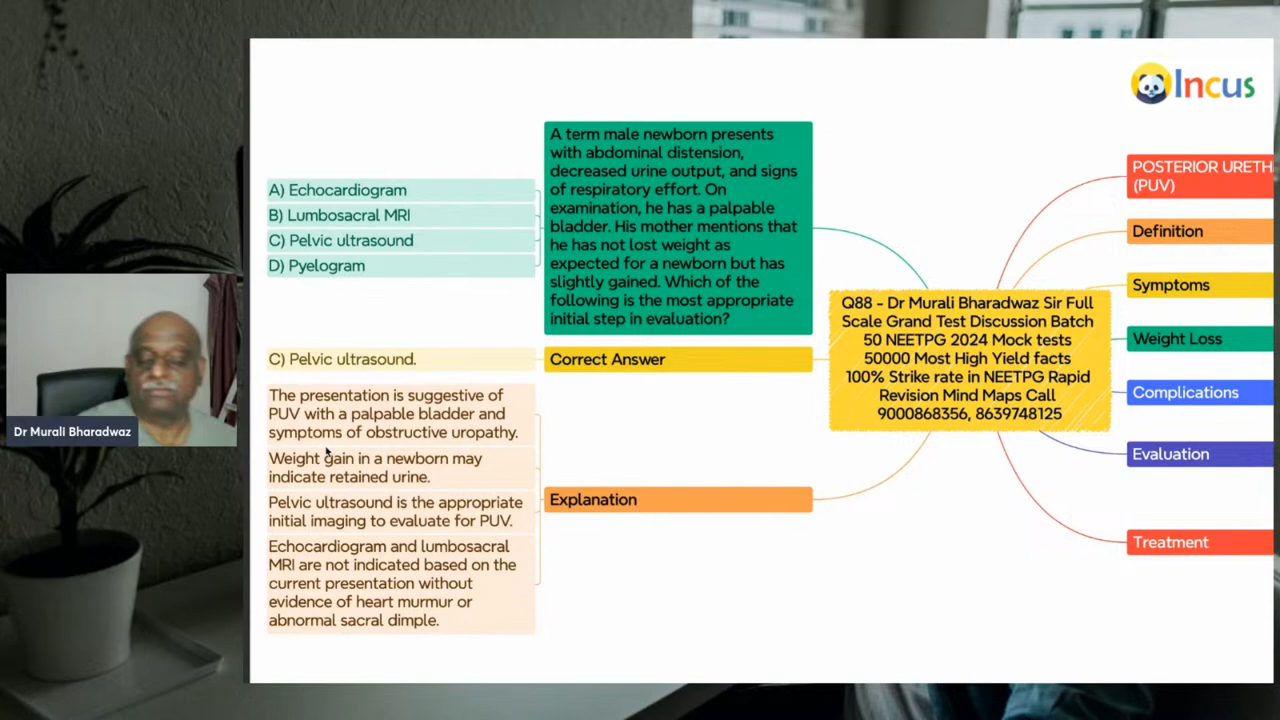 Incus
A) Echocardiogram
B) Lumbosacral MRI
C) Pelvic ultrasound
D) Pyelogram
A term male newborn presents
with abdominal distension,
decreased urine output, and signs
of respiratory effort. On
examination, he has a palpable
bladder. His mother mentions that
he has not lost weight as
expected for a newborn but has
slightly gained. Which of the
following is the most appropriate
initial step in evaluation?
C) Pelvic ultrasound.
Correct Answer
The presentation is suggestive of
PUV with a palpable bladder and
symptoms of obstructive uropathy.
Weight gain in a newborn may
indicate retained urine.
Pelvic ultrasound is the appropriate
initial imaging to evaluate for PUV.
Echocardiogram and lumbosacral
MRI are not indicated based on the
current presentation without
evidence of heart murmur or
abnormal sacral dimple.
Explanation
Q88 - Dr Murali Bharadwaz Sir Full
Scale Grand Test Discussion Batch
50 NEETPG 2024 Mock tests
50000 Most High Yield facts
100% Strike rate in NEETPG Rapid
Revision Mind Maps Call
9000868356, 8639748125
POSTERIOR URETH
(PUV)
Definition
Symptoms
Weight Loss
Complications
Evaluation
Treatment
Dr Murali Bharadwaz